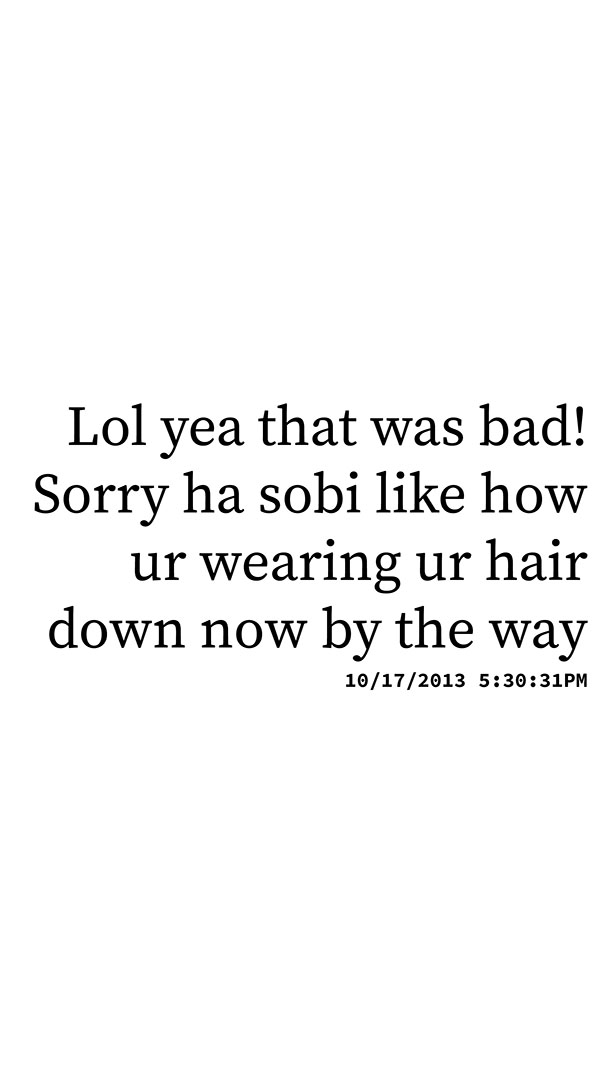 Lol yea that was bad!
Sorry ha sobi like how
ur wearing ur hair
down now by the way
10/17/2013 5:30:31PM